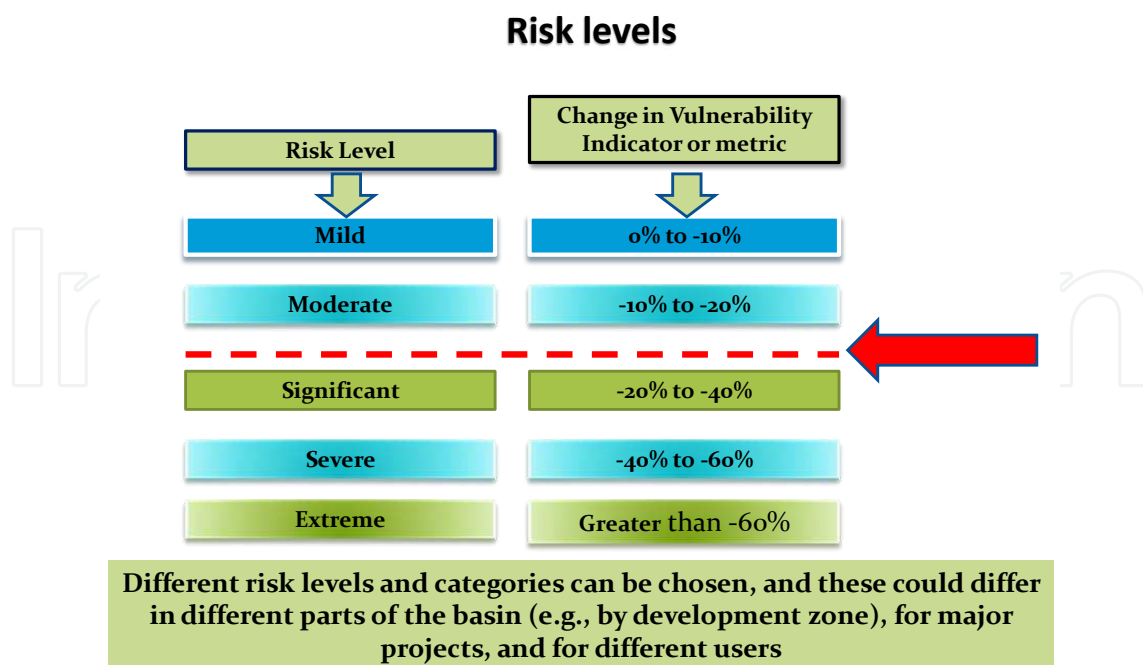 Risk levels
Risk Level
Change in Vulnerability
Indicator or metric
Mild
0% to -10%
Moderate
-10% to -20%
Significant
-20% to -40%
Severe
-40% to -60%
Extreme
Greater than -60%
Different risk levels and categories can be chosen, and these could differ
in different parts of the basin (e.g., by development zone), for major
projects, and for different users